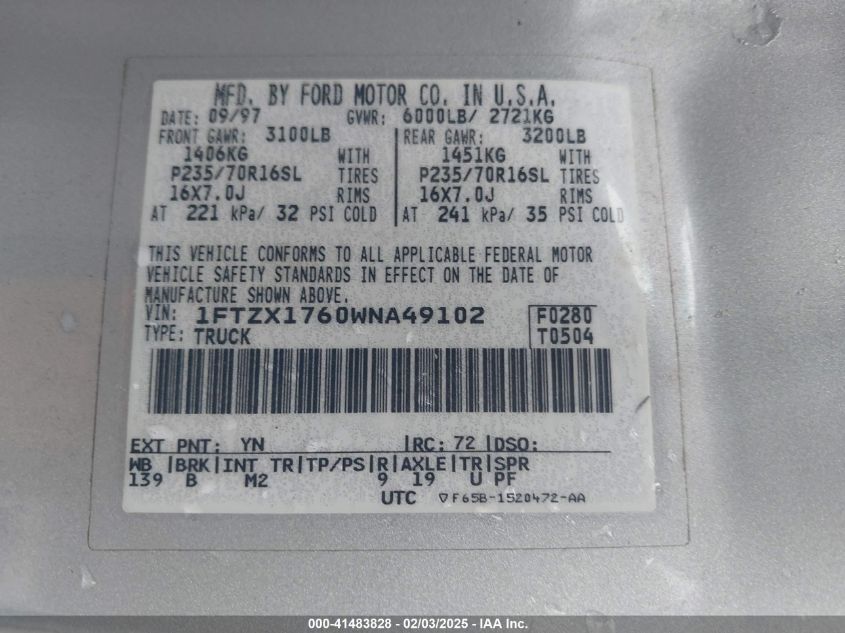 MFD. BY FORD MOTOR CO. IN U.S.A.
DATE: 09/97 GVWR: 6000LB/ 2721KG
FRONT GAWR: 3100LB REAR GAWR: 3200LB
1406KG WITH 1451KG WITH
P235/70R16SL TIRES P235/70R16SL TIRES
16X7.0J RIMS 16X7.0J RIMS
AT 221 kPa/ 32 PSI COLD AT 241 kPa/ 35 PSI COLD
THIS VEHICLE CONFORMS TO ALL APPLICABLE FEDERAL MOTOR
VEHICLE SAFETY STANDARDS IN EFFECT ON THE DATE OF
MANUFACTURE SHOWN ABOVE.
VIN: 1FTZX1760WNA49102 F0280
TYPE: TRUCK T0504
EXT PNT: YN RC: 72 DSO:
WB BRK INT TR TP/PS R AXLE TR SPR
139 B M2 9 19 U PF
UTC F65B-1520472-AA
000-41483828 - 02/03/2025 - IAA Inc.